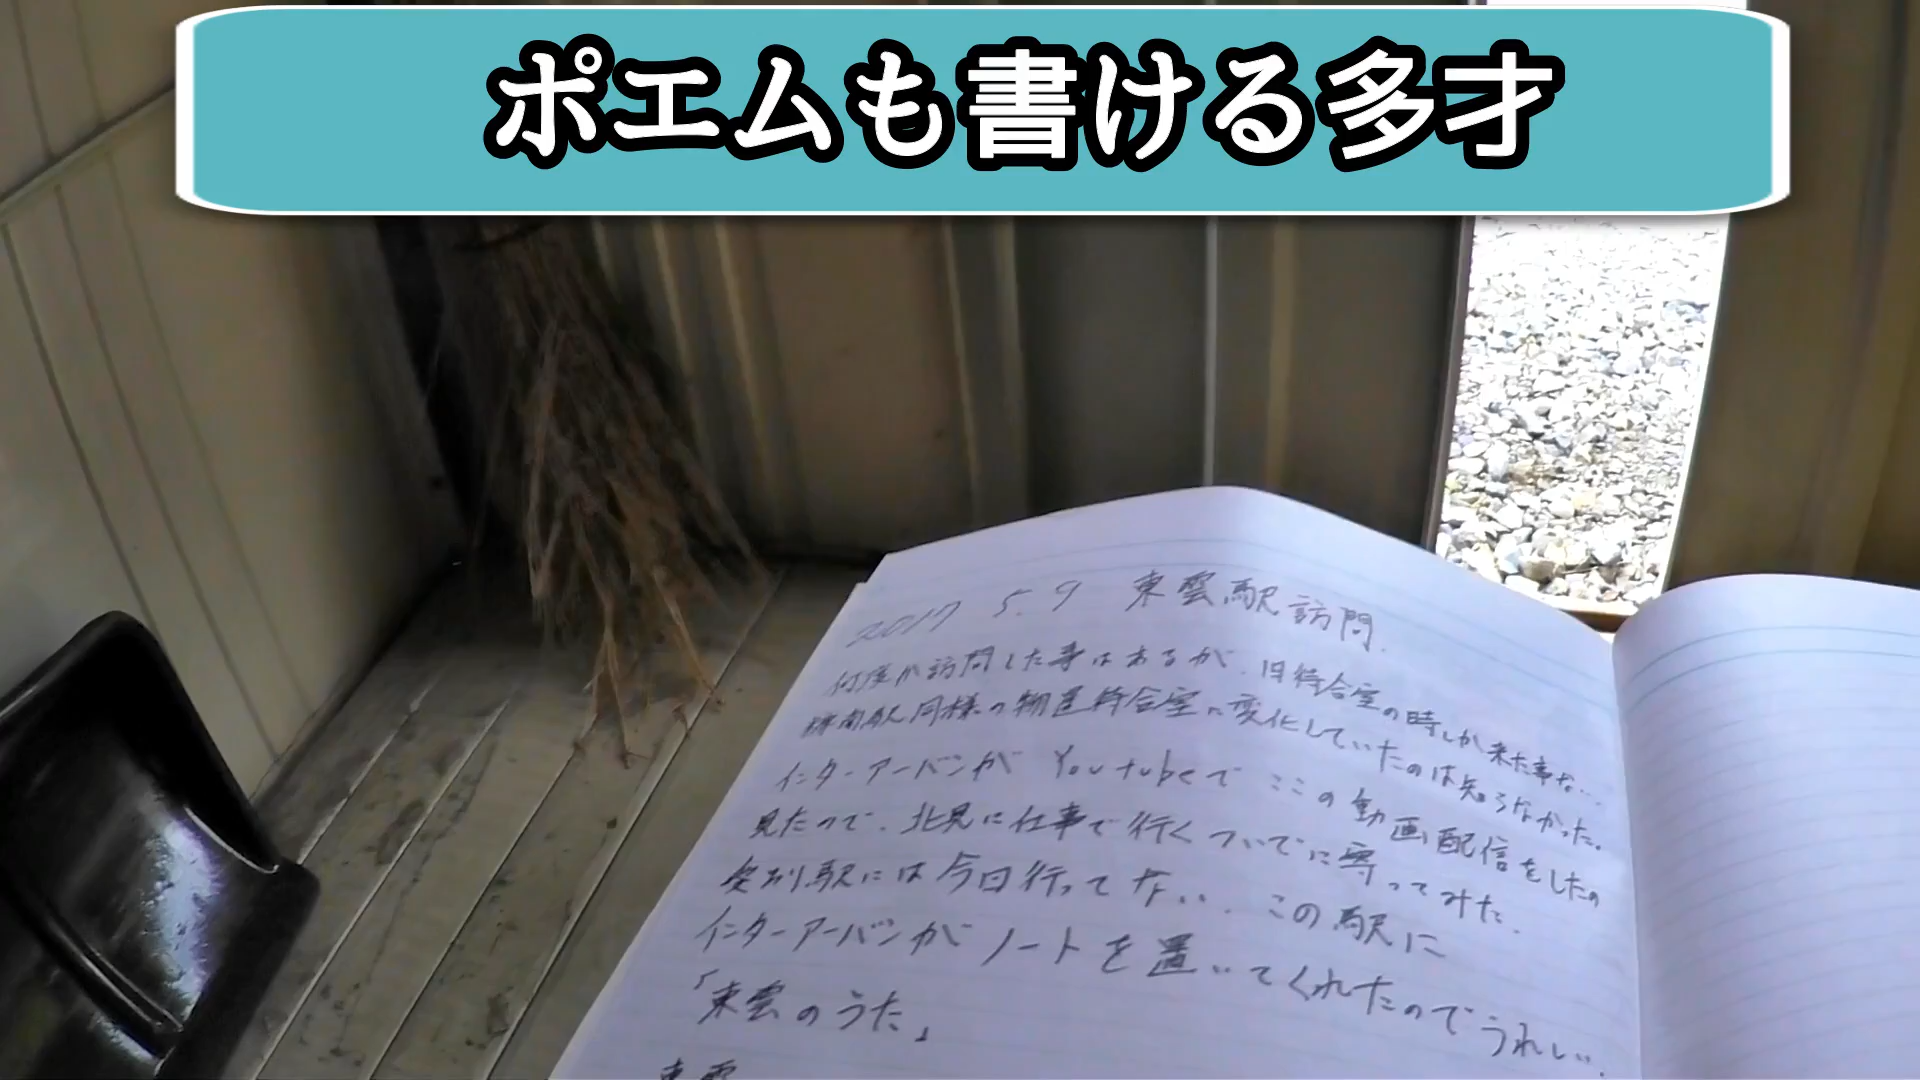 ポエムも書ける多才
2017 5.9 東雲駅訪問.
何度か訪問した事はあるが、旧待合室の時しか来た事ない…
駅同様の物置待合室に変化していたのは知らなかった。
インターアーバンが Youtubeで ここの動画配信をしたの
見たので、北見に仕事で行くついでに寄ってみた.
駅には今日行ってない. この駅に
インターアーバンが ノートを置いてくれたのでうれしい.
「東雲のうた」
東雲